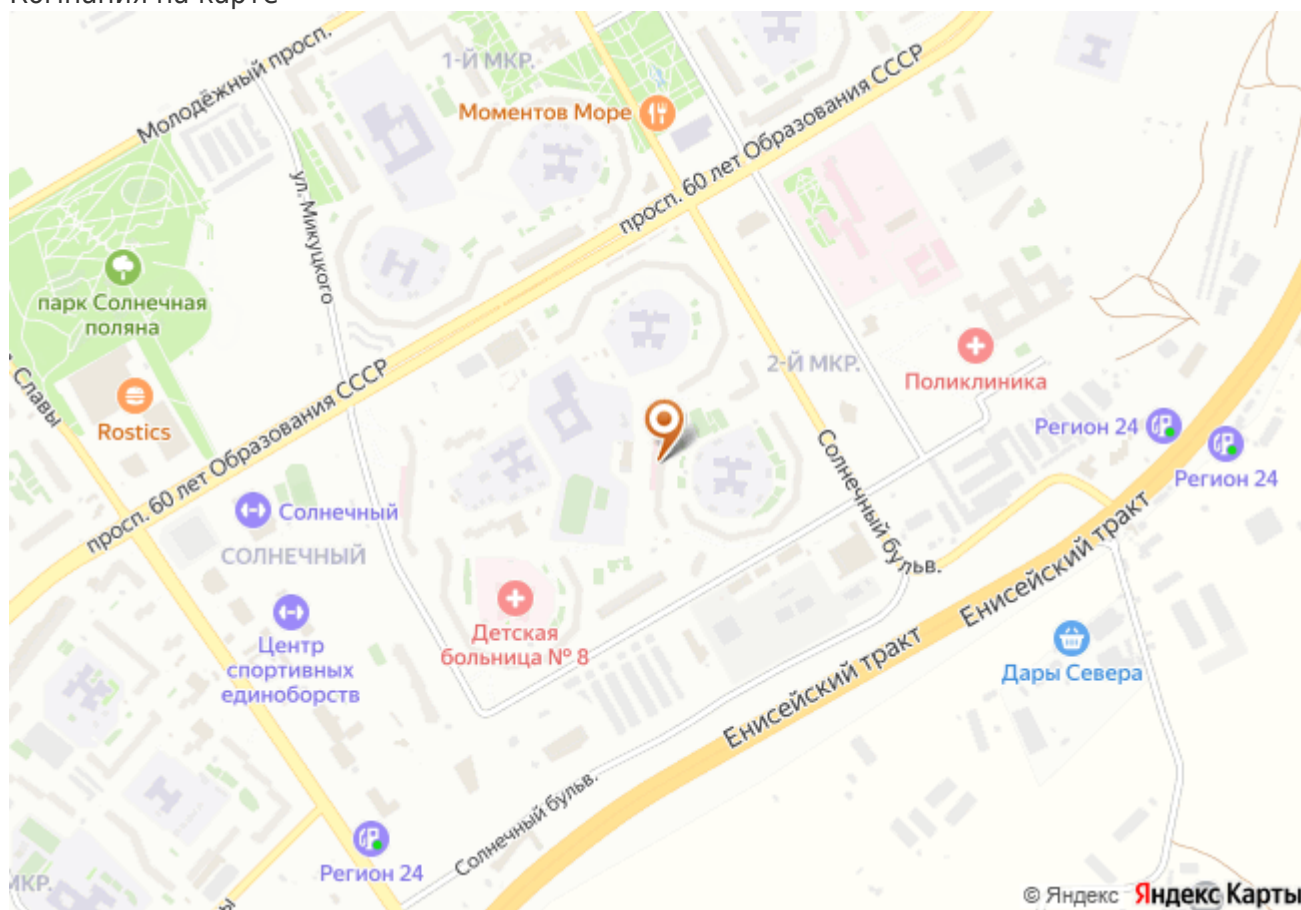 Компания на карте
Молодёжный просп.
1-Й МКР.
Моментов Море
просп. 60 лет Образования СССР
ул. Микуцкого
парк Солнечная
поляна
Славы
Rostics
2-Й МКР.
Поликлиника
Регион 24
Регион 24
просп. 60 лет Образования СССР
Солнечный
СОЛНЕЧНЫЙ
Солнечный бульв.
Енисейский тракт
Детская
больница № 8
Центр
спортивных
единоборств
Дары Севера
Енисейский тракт
Солнечный бульв.
Регион 24
МКР.
© Яндекс Яндекс Карты